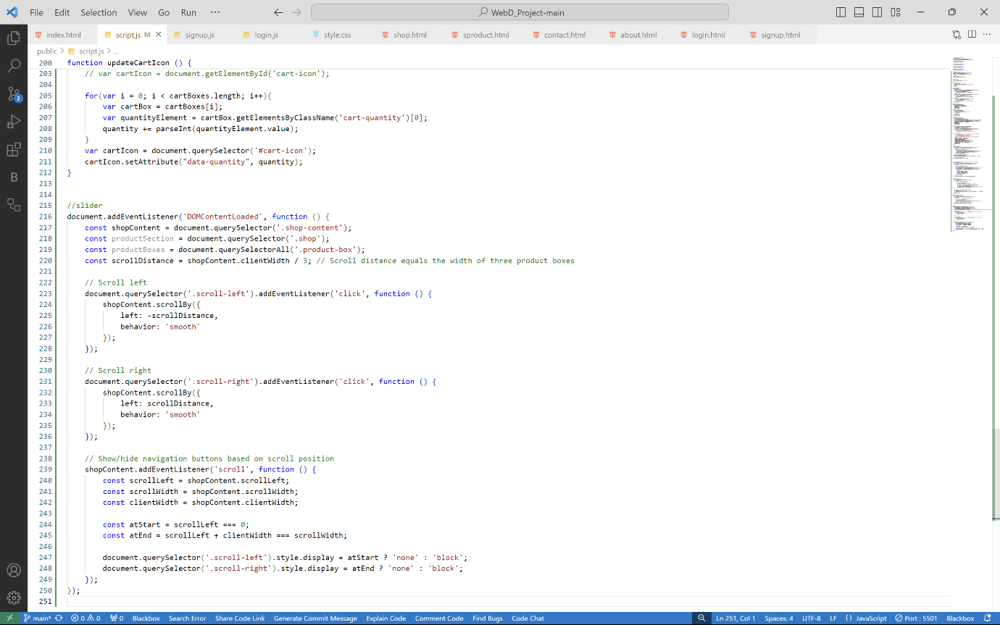 File Edit Selection View Go Run ··· WebD_Project-main
index.html script.js M signup.js login.js style.css shop.html sproduct.html contact.html about.html login.html signup.html
public > script.js > ...
200 function updateCartIcon () {
203 // var cartIcon = document.getElementById('cart-icon');
204
205 for(var i = 0; i < cartBoxes.length; i++){
206 var cartBox = cartBoxes[i];
207 var quantityElement = cartBox.getElementsByClassName('cart-quantity')[0];
208 quantity += parseInt(quantityElement.value);
209 }
210 var cartIcon = document.querySelector('#cart-icon');
211 cartIcon.setAttribute("data-quantity", quantity);
212 }
213
214
215 //slider
216 document.addEventListener('DOMContentLoaded', function () {
217 const shopContent = document.querySelector('.shop-content');
218 const productSection = document.querySelector('.shop');
219 const productBoxes = document.querySelectorAll('.product-box');
220 const scrollDistance = shopContent.clientWidth / 3; // Scroll distance equals the width of three product boxes
221
222 // Scroll left
223 document.querySelector('.scroll-left').addEventListener('click', function () {
224 shopContent.scrollBy({
225 left: -scrollDistance,
226 behavior: 'smooth'
227 });
228 });
229
230 // Scroll right
231 document.querySelector('.scroll-right').addEventListener('click', function () {
232 shopContent.scrollBy({
233 left: scrollDistance,
234 behavior: 'smooth'
235 });
236 });
237
238 // Show/hide navigation buttons based on scroll position
239 shopContent.addEventListener('scroll', function () {
240 const scrollLeft = shopContent.scrollLeft;
241 const scrollWidth = shopContent.scrollWidth;
242 const clientWidth = shopContent.clientWidth;
243
244 const atStart = scrollLeft === 0;
245 const atEnd = scrollLeft + clientWidth === scrollWidth;
246
247 document.querySelector('.scroll-left').style.display = atStart ? 'none' : 'block';
248 document.querySelector('.scroll-right').style.display = atEnd ? 'none' : 'block';
249 });
250 });
251
2
B
main* 0 0 0 Blackbox Search Error Share Code Link Generate Commit Message Explain Code Comment Code Find Bugs Code Chat Ln 251, Col 1 Spaces: 4 UTF-8 LF {} JavaScript Port : 5501 Blackbox